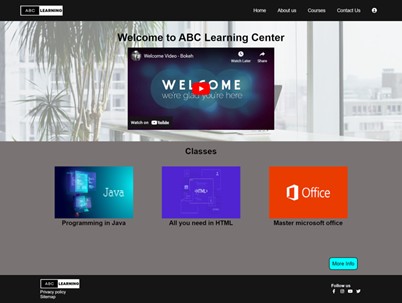 ABC LEARNING
Home About us Courses Contact Us
Welcome to ABC Learning Center
Welcome Video - Bokeh
Watch Later Share
WELCOME
we're glad you're here
Watch on YouTube
Classes
Java
<HTML>
Office
Programming in Java
All you need in HTML
Master microsoft office
More Info
ABC LEARNING
Privacy policy
Sitemap
Follow us